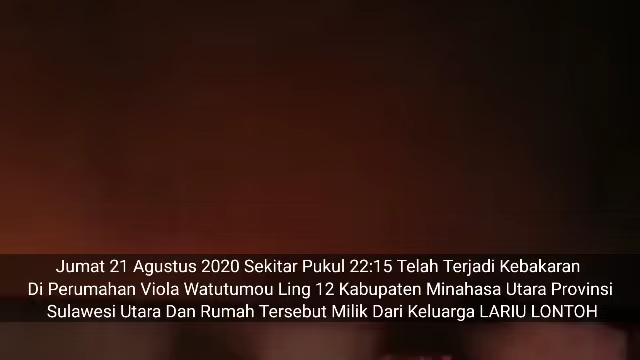 Jumat 21 Agustus 2020 Sekitar Pukul 22:15 Telah Terjadi Kebakaran
Di Perumahan Viola Watutumou Ling 12 Kabupaten Minahasa Utara Provinsi
Sulawesi Utara Dan Rumah Tersebut Milik Dari Keluarga LARIU LONTOH